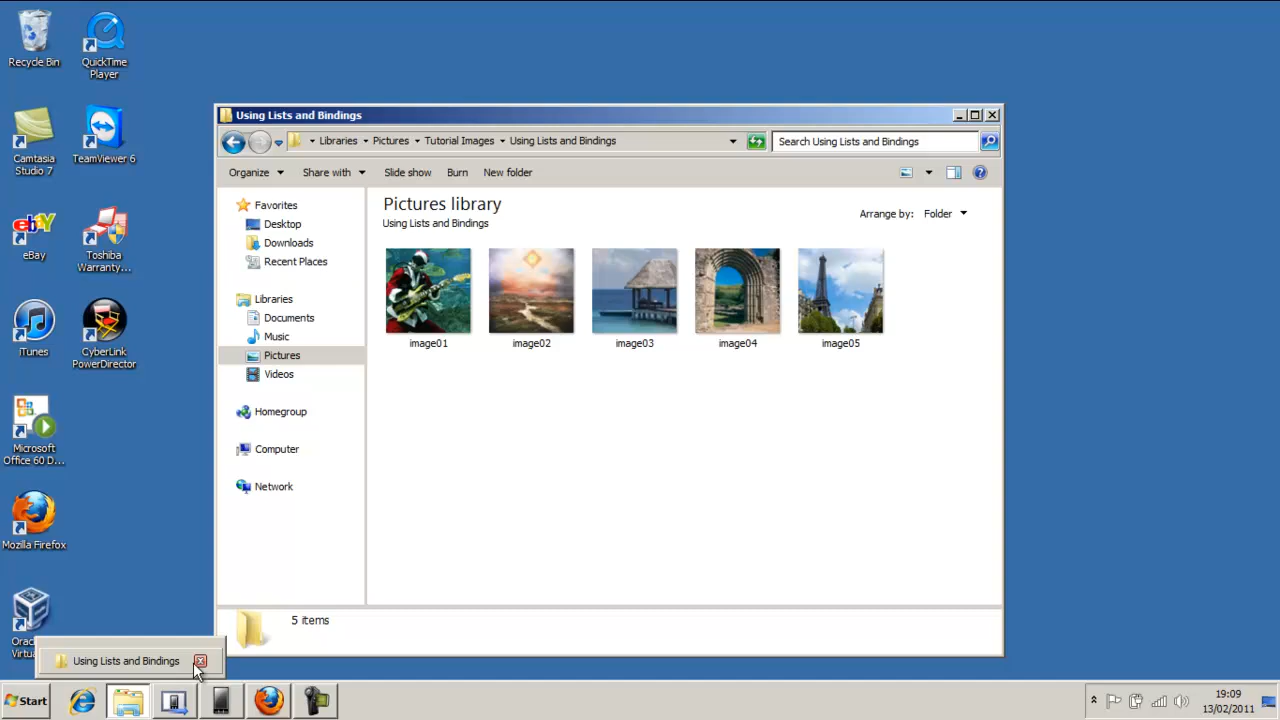 Recycle Bin
QuickTime
Player
Camtasia
Studio 7
TeamViewer 6
eBay
Toshiba
Warranty...
iTunes
CyberLink
PowerDirector
Microsoft
Office 60 D...
Mozilla Firefox
Orac
Virtu
Using Lists and Bindings
Libraries Pictures Tutorial Images Using Lists and Bindings
Search Using Lists and Bindings
Organize Share with Slide show Burn New folder
Favorites
Desktop
Downloads
Recent Places
Libraries
Documents
Music
Pictures
Videos
Homegroup
Computer
Network
Pictures library
Using Lists and Bindings
Arrange by: Folder
image01 image02 image03 image04 image05
5 items
Using Lists and Bindings
Start
19:09
13/02/2011